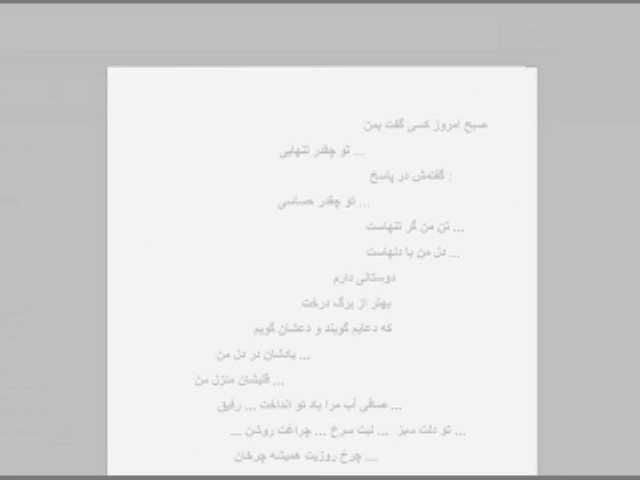 صبح امروز کسی گفت بمن
... تو چقدر تنهایی
: گفتمش در پاسخ
... تو چقدر حساسی
... تن من گر تنهاست
... دل من با دلهاست
دوستانی دارم
بهتر از برگ درخت
که دعایم گویند و دعشان گویم
... یادشان در دل من
... قلبشان منزل من
... صافی آب مرا یاد تو انداخت ... رفیق
... تو دلت سبز ... لبت سرخ ... چراغت روشن ...
... چرخ روزیت همیشه چرخان